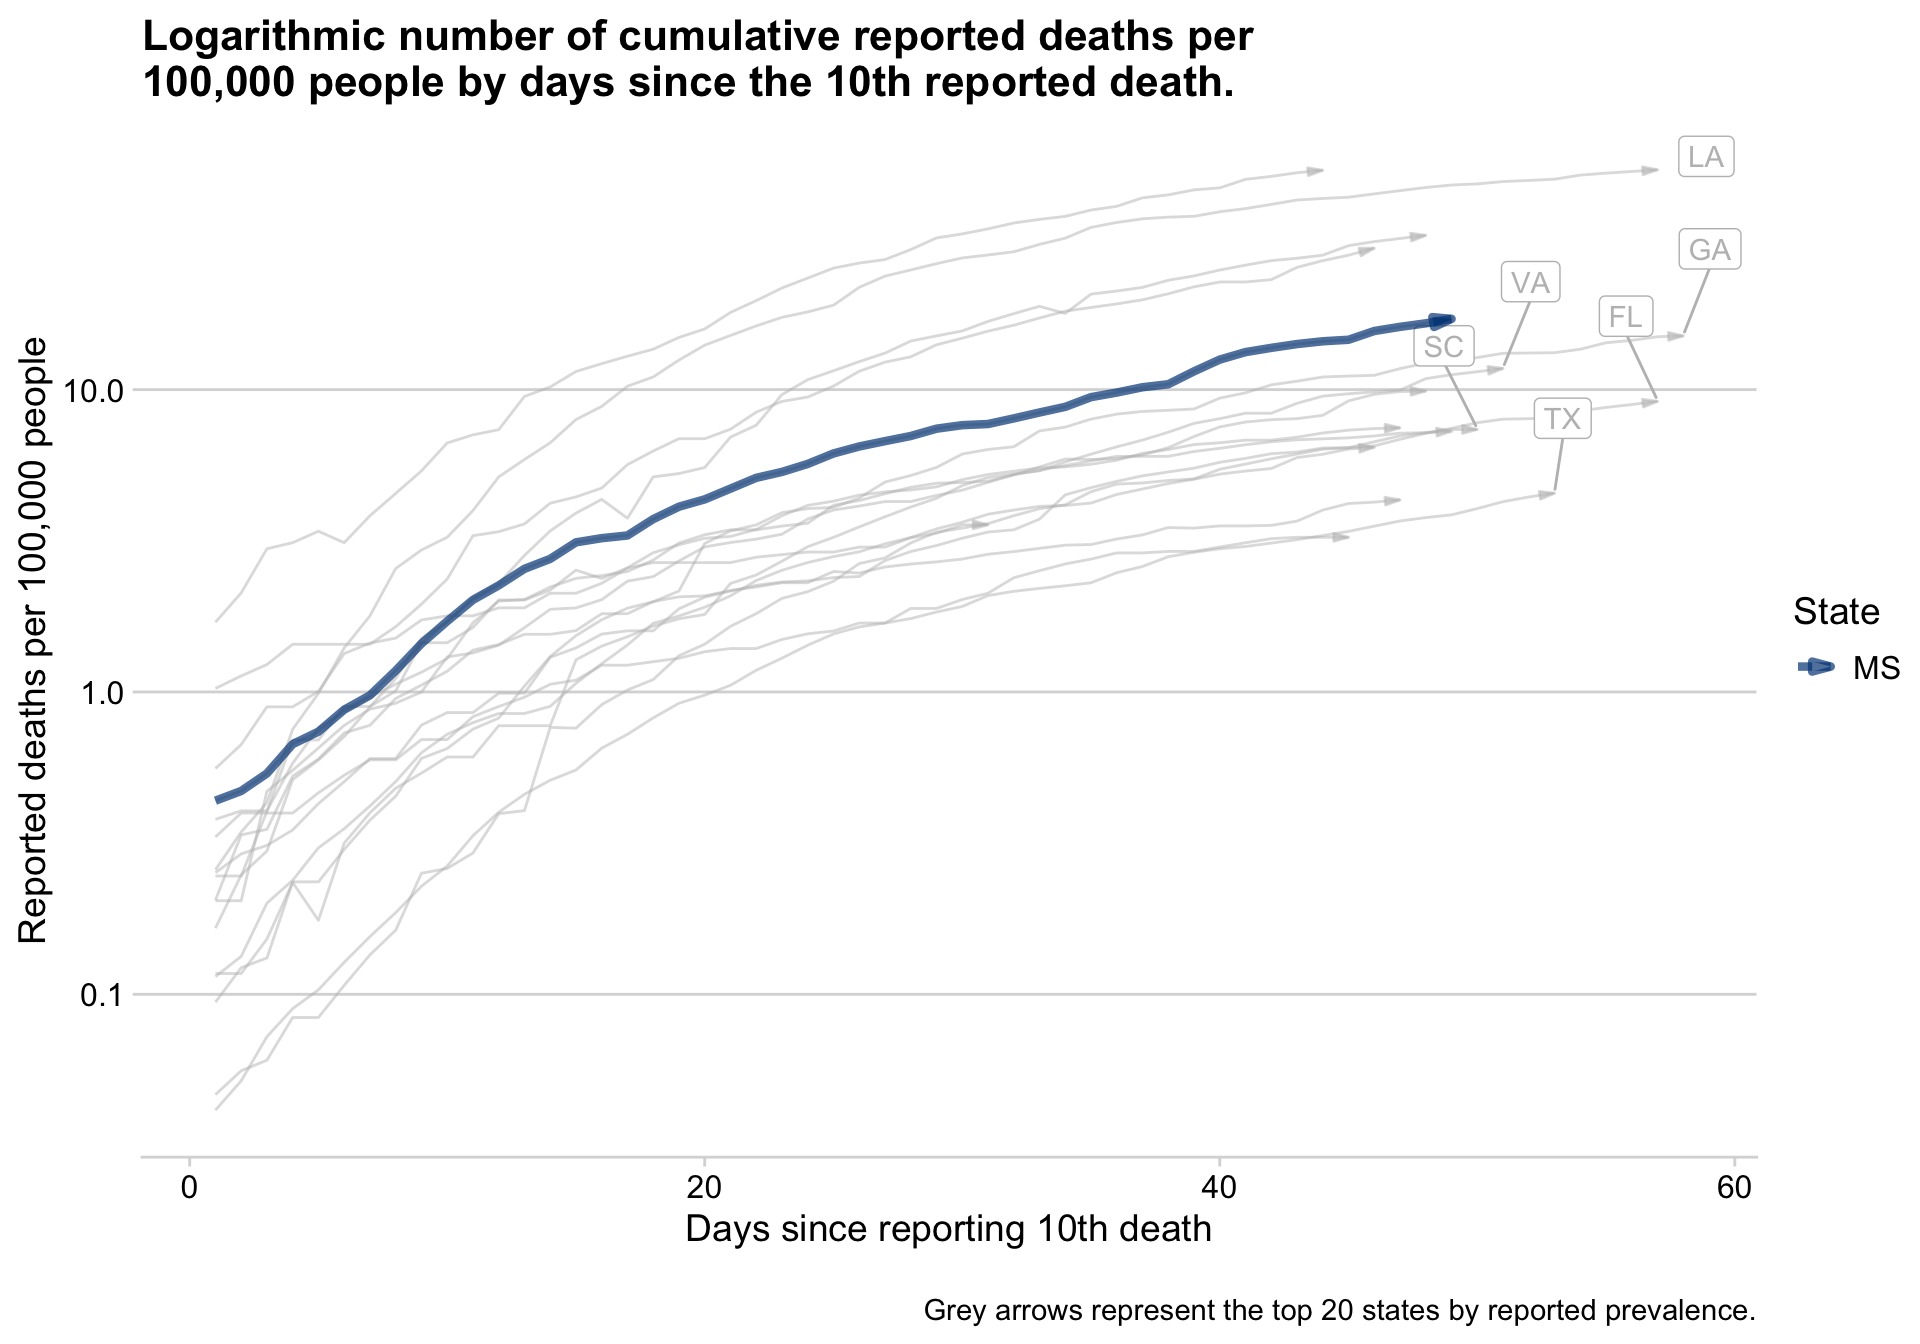 Logarithmic number of cumulative reported deaths per
100,000 people by days since the 10th reported death.
LA
GA
VA
FL
SC
TX
10.0
1.0
0.1
Reported deaths per 100,000 people
State
MS
0
20
40
60
Days since reporting 10th death
Grey arrows represent the top 20 states by reported prevalence.